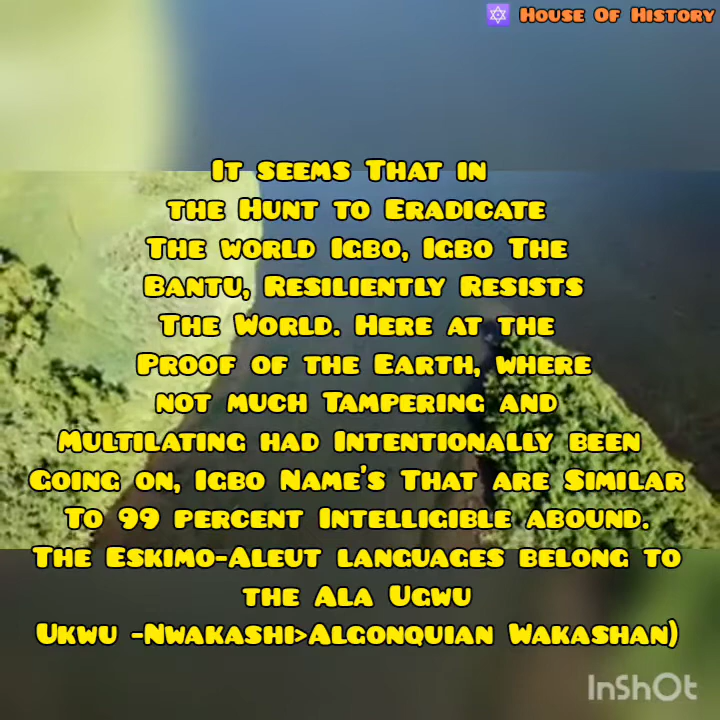 🔯 House Of History
It seems That in
the Hunt to Eradicate
The world Igbo, Igbo The
Bantu, Resiliently Resists
The World. Here at the
Proof of the Earth, where
not much Tampering and
Multilating had Intentionally been
Going on, Igbo Name's That are Similar
To 99 percent Intelligible abound.
The Eskimo-Aleut languages belong to
the Ala Ugwu
Ukwu -Nwakashi>Algonquian Wakashan)
InShOt